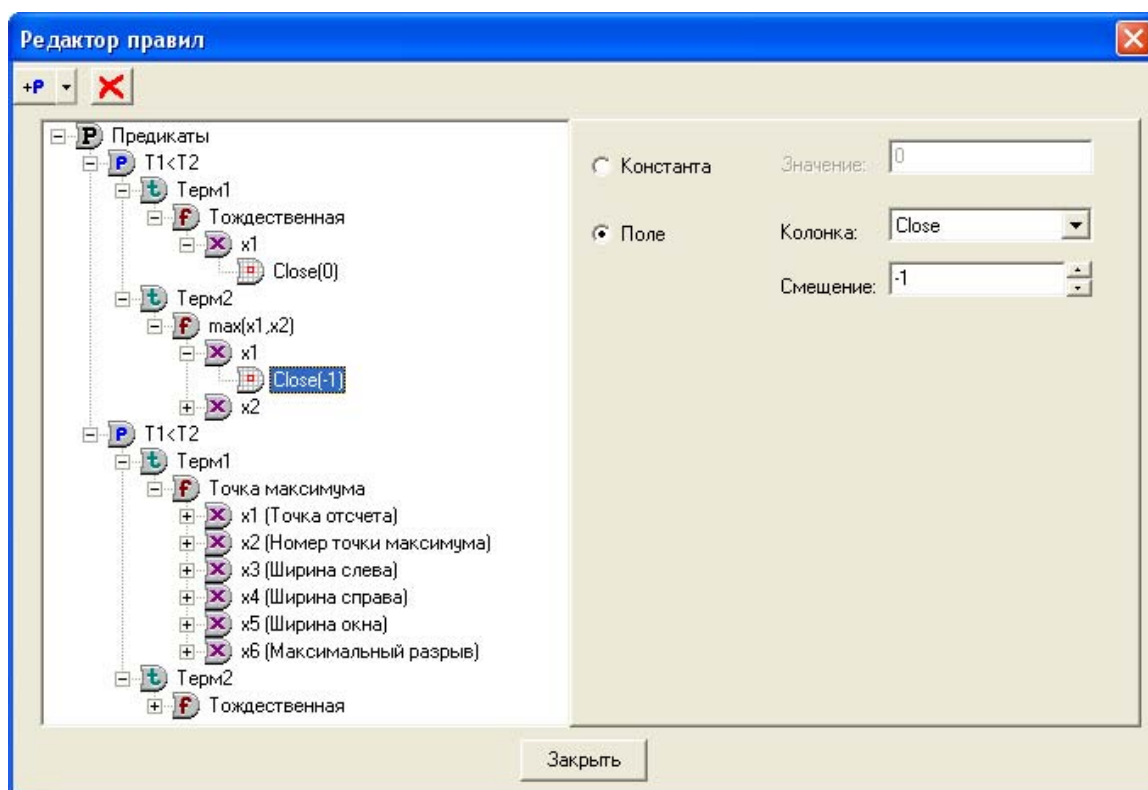 Редактор правил
+P
P Предикаты
P T1<T2
t Терм1
f Тождественная
x x1
Close(0)
t Терм2
f max(x1,x2)
x x1
Close(-1)
x x2
P T1<T2
t Терм1
f Точка максимума
x x1 (Точка отсчета)
x x2 (Номер точки максимума)
x x3 (Ширина слева)
x x4 (Ширина справа)
x x5 (Ширина окна)
x x6 (Максимальный разрыв)
t Терм2
f Тождественная
Константа Значение: 0
Поле Колонка: Close
Смещение: -1
Закрыть